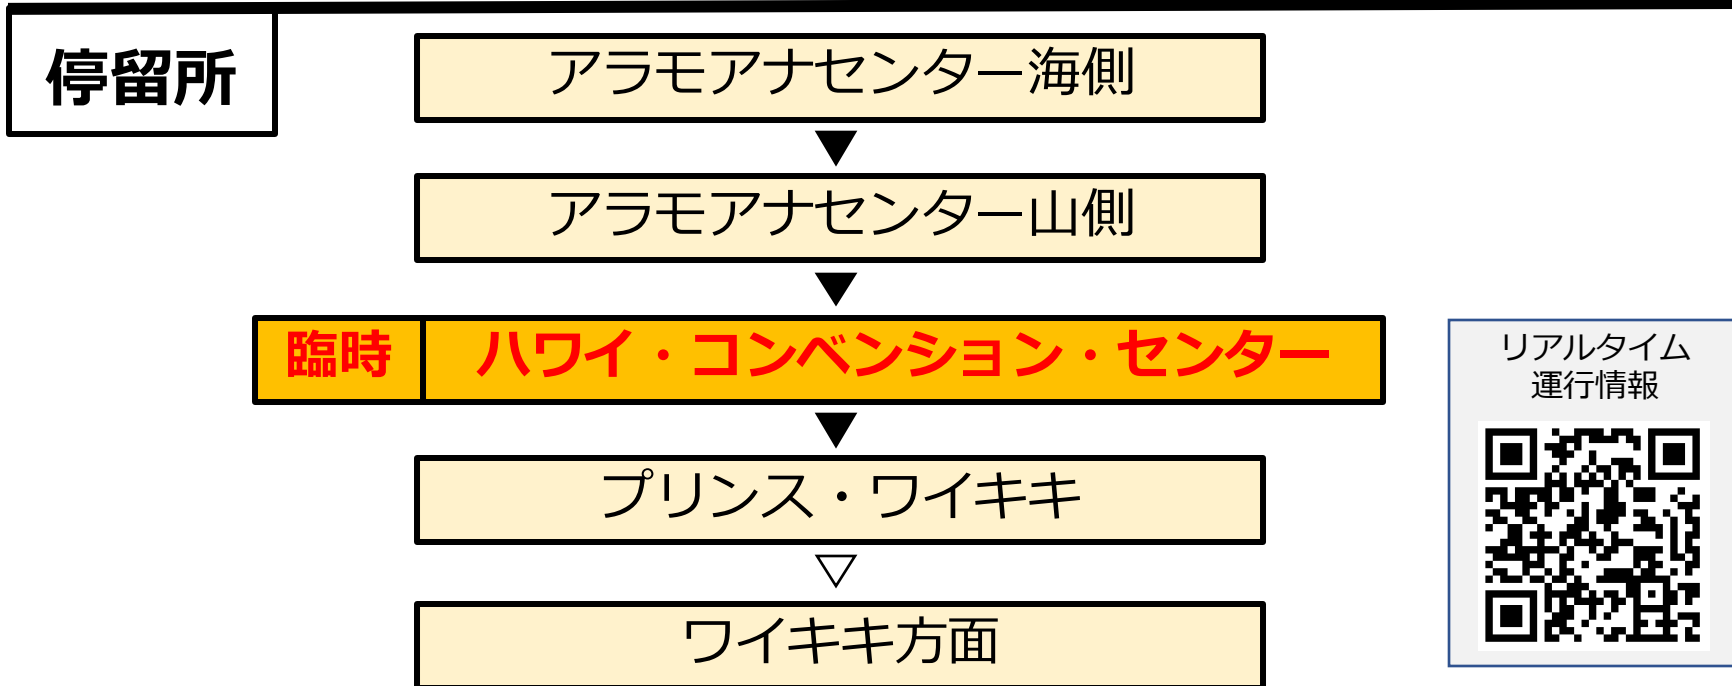 停留所
アラモアナセンター海側
アラモアナセンター山側
臨時 ハワイ・コンベンション・センター
プリンス・ワイキキ
ワイキキ方面
リアルタイム
運行情報